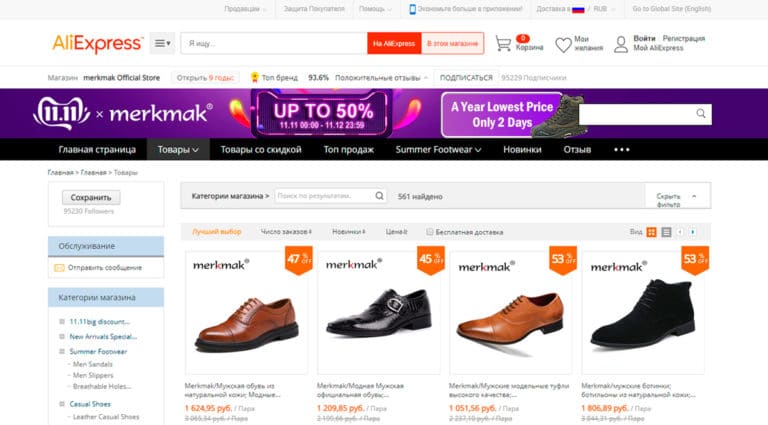 Продавцам Защита Покупателя Помощь Экономьте больше в приложении! Доставка в / RUB Go to Global Site (English)
AliExpress™ Я ищу... На AliExpress В этом магазине 0 Корзина Мои желания Войти Регистрация Мой AliExpress
Магазин merkmak Official Store Открыть 9 годы: Топ бренд 93.6% Положительные отзывы ПОДПИСАТЬСЯ 95229 Подписчики
11.11 × merkmak® UP TO 50% A Year Lowest Price
11.11 00:00 - 11.12 23:59 Only 2 Days
Главная страница Товары Товары со скидкой Топ продаж Summer Footwear Новинки Отзыв •••
Главная > Главная > Товары
Сохранить
95230 Followers
Категории магазина > Поиск по результатам. 561 найдено Скрыть фильтр
Лучший выбор Число заказов Новинки Цена Бесплатная доставка Вид
Обслуживание
Отправить сообщение
Категории магазина
11.11big discount...
New Arrivals Special...
Summer Footwear
– Men Sandals
– Men Slippers
– Breathable Holes...
Casual Shoes
– Leather Casual Shoes
merkmak® 47 % OFF
merkmak® 45 % OFF
merkmak® 53 % OFF
merkmak® 53 % OFF
Merkmak/Мужская обувь из натуральной кожи; Модные...
1 624,95 руб. / Пара
3 065,34 руб. / Пара
Merkmak/Модная Мужская официальная обувь;
1 209,85 руб. / Пара
2 199,66 руб. / Пара
Merkmak/Мужские модельные туфли высокого качества;
1 051,56 руб. / Пара
2 237,10 руб. / Пара
Merkmak/мужские ботинки; ботильоны из натуральной кожи;
1 806,89 руб. / Пара
3 044,31 руб. / Пара